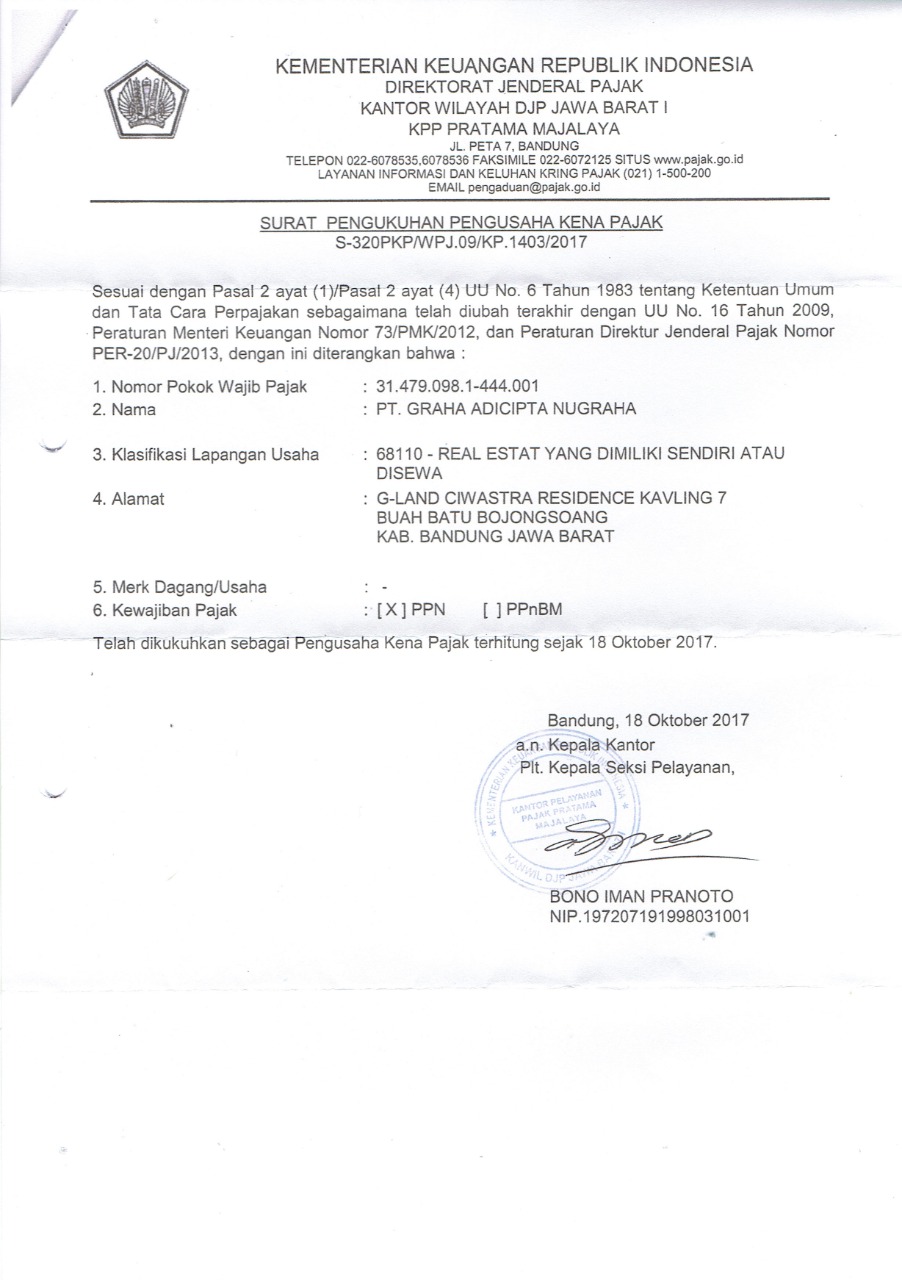 KEMENTERIAN KEUANGAN REPUBLIK INDONESIA
DIREKTORAT JENDERAL PAJAK
KANTOR WILAYAH DJP JAWA BARAT I
KPP PRATAMA MAJALAYA
JL. PETA 7, BANDUNG
TELEPON 022-6078535,6078536 FAKSIMILE 022-6072125 SITUS www.pajak.go.id
LAYANAN INFORMASI DAN KELUHAN KRING PAJAK (021) 1-500-200
EMAIL pengaduan@pajak.go.id
SURAT PENGUKUHAN PENGUSAHA KENA PAJAK
S-320PKP/WPJ.09/KP.1403/2017
Sesuai dengan Pasal 2 ayat (1)/Pasal 2 ayat (4) UU No. 6 Tahun 1983 tentang Ketentuan Umum
dan Tata Cara Perpajakan sebagaimana telah diubah terakhir dengan UU No. 16 Tahun 2009,
Peraturan Menteri Keuangan Nomor 73/PMK/2012, dan Peraturan Direktur Jenderal Pajak Nomor
PER-20/PJ/2013, dengan ini diterangkan bahwa :
1. Nomor Pokok Wajib Pajak : 31.479.098.1-444.001
2. Nama : PT. GRAHA ADICIPTA NUGRAHA
3. Klasifikasi Lapangan Usaha : 68110 - REAL ESTAT YANG DIMILIKI SENDIRI ATAU
DISEWA
4. Alamat : G-LAND CIWASTRA RESIDENCE KAVLING 7
BUAH BATU BOJONGSOANG
KAB. BANDUNG JAWA BARAT
5. Merk Dagang/Usaha : -
6. Kewajiban Pajak : [ X ] PPN [ ] PPnBM
Telah dikukuhkan sebagai Pengusaha Kena Pajak terhitung sejak 18 Oktober 2017.
Bandung, 18 Oktober 2017
a.n. Kepala Kantor
Plt. Kepala Seksi Pelayanan,
KANTOR PELAYANAN
PAJAK PRATAMA
MAJALAYA
KANWIL DJP
BONO IMAN PRANOTO
NIP.197207191998031001